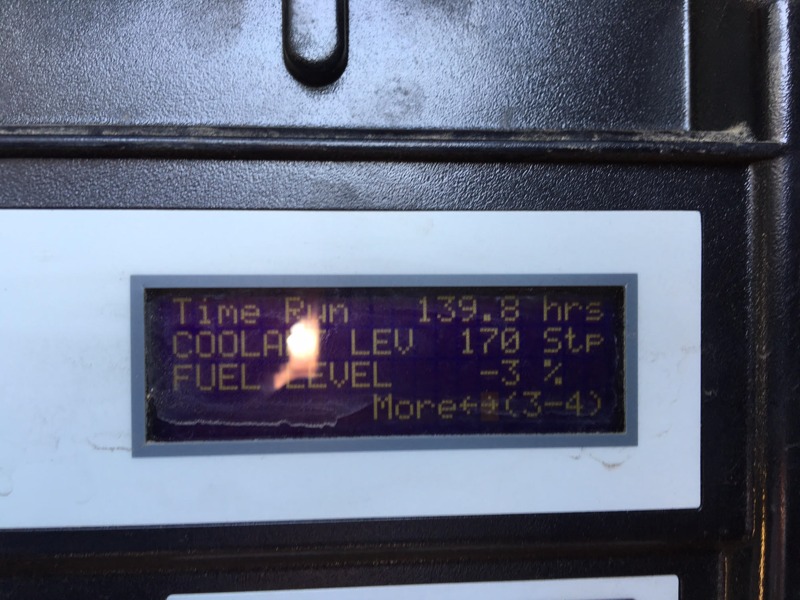 Time Run 139.8 hrs
COOLANT LEV 170 Stp
FUEL LEVEL -3 %
More←→(3-4)